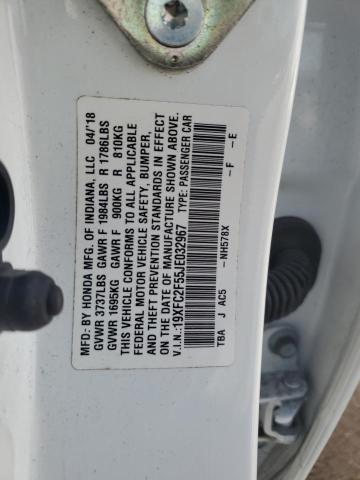 MFD. BY HONDA MFG. OF INDIANA, LLC 04/'18
GVWR 3737LBS GAWR F 1984LBS R 1786LBS
GVWR 1695KG GAWR F 900KG R 810KG
THIS VEHICLE CONFORMS TO ALL APPLICABLE
FEDERAL MOTOR VEHICLE SAFETY, BUMPER,
AND THEFT PREVENTION STANDARDS IN EFFECT
ON THE DATE OF MANUFACTURE SHOWN ABOVE.
V.I.N.:19XFC2F55JE032967 TYPE: PASSENGER CAR
TBA J AC5 -NH578X -F -E